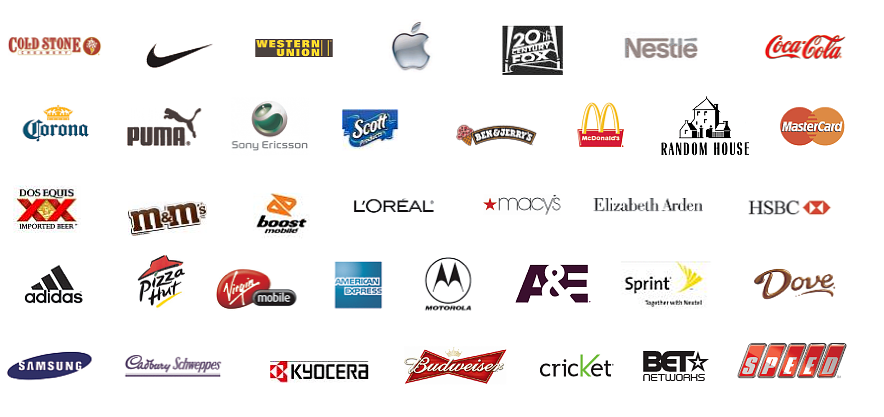 COLD STONE
CREAMERY
WESTERN
UNION
20TH
CENTURY
FOX
Nestlé
Coca-Cola
Corona
PUMA
Sony Ericsson
Scott
Products
BEN & JERRY'S
McDonald's
RANDOM HOUSE
MasterCard
DOS EQUIS
XX
IMPORTED BEER
m&m's
boost
mobile
L'ORÉAL
macy's
Elizabeth Arden
HSBC
adidas
Pizza
Hut
Virgin
mobile
AMERICAN
EXPRESS
MOTOROLA
A&E
Sprint
Together with Nextel
Dove
SAMSUNG
Cadbury Schweppes
KYOCERA
Budweiser
cricket
BET
NETWORKS
SPEED